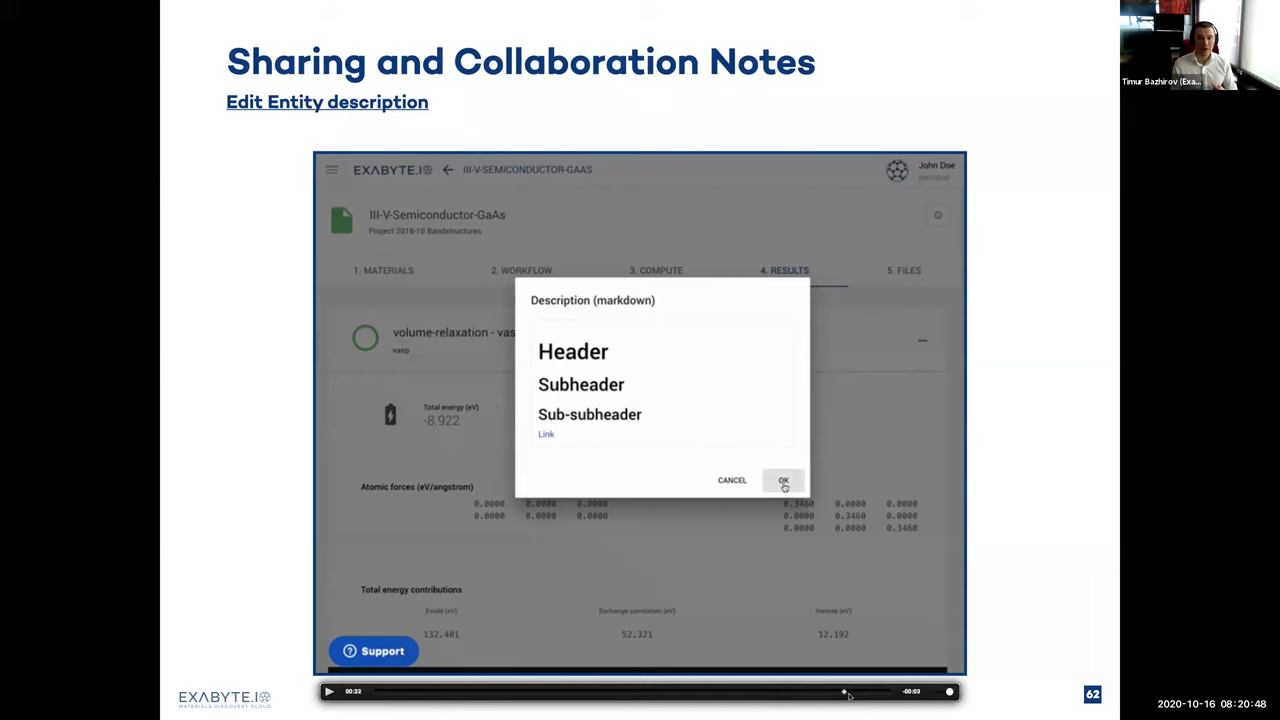 Sharing and Collaboration Notes
Edit Entity description
Timur Bazhirov (Exa...
EXABYTE.IO
III-V-SEMICONDUCTOR-GAAS
John Doe
personal
III-V-Semiconductor-GaAs
Project 2018-10 Bandstructures
1. MATERIALS 2. WORKFLOW 3. COMPUTE 4. RESULTS 5. FILES
volume-relaxation - vas
vasp
Description (markdown)
Header
Subheader
Sub-subheader
Link
CANCEL OK
Total energy (eV)
-8.922
Atomic forces (eV/angstrom)
0.0000 0.0000 0.0000
0.0000 0.0000 0.0000
0.3460 0.0000 0.0000
0.0000 0.3460 0.0000
0.0000 0.0000 0.3460
Total energy contributions
Ewald (eV) Exchange correlation (eV) Hartree (eV)
132.401 52.321 12.192
Support
00:32 -00:03
EXABYTE.IO
MATERIALS DISCOVERY CLOUD
62
2020-10-16 08:20:48